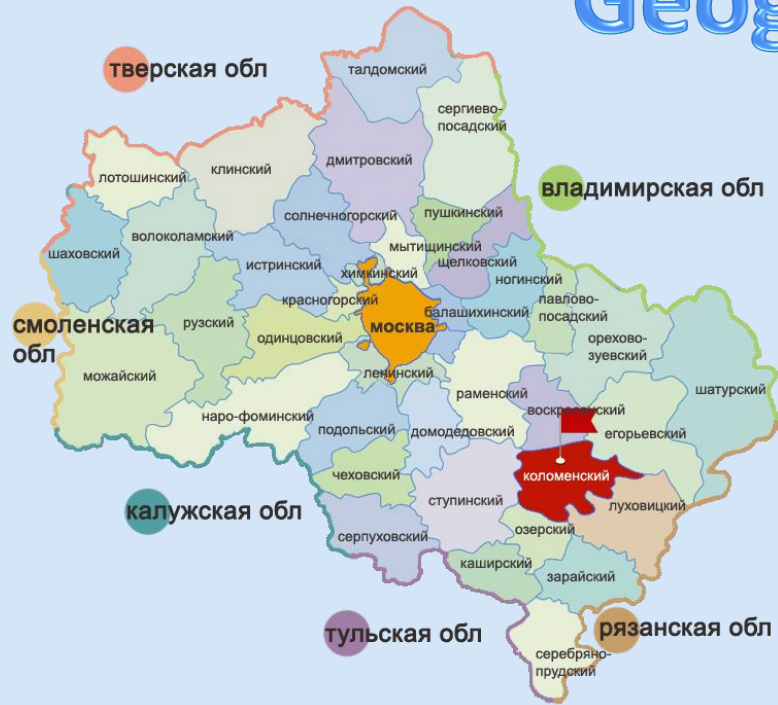 Geog
тверская обл
талдомский
сергиево-
посадский
дмитровский
клинский
лотошинский
владимирская обл
солнечногорский
пушкинский
волоколамский
мытищинский
шаховский
щелковский
истринский
химкинский
ногинский
красногорский
павлово-
посадский
балашихинский
смоленская
обл
рузский
москва
одинцовский
орехово-
зуевский
можайский
ленинский
шатурский
раменский
наро-фоминский
воскресенский
подольский
домодедовский
егорьевский
чеховский
коломенский
ступинский
луховицкий
калужская обл
серпуховский
озерский
каширский
зарайский
тульская обл
рязанская обл
серебряно-
прудский